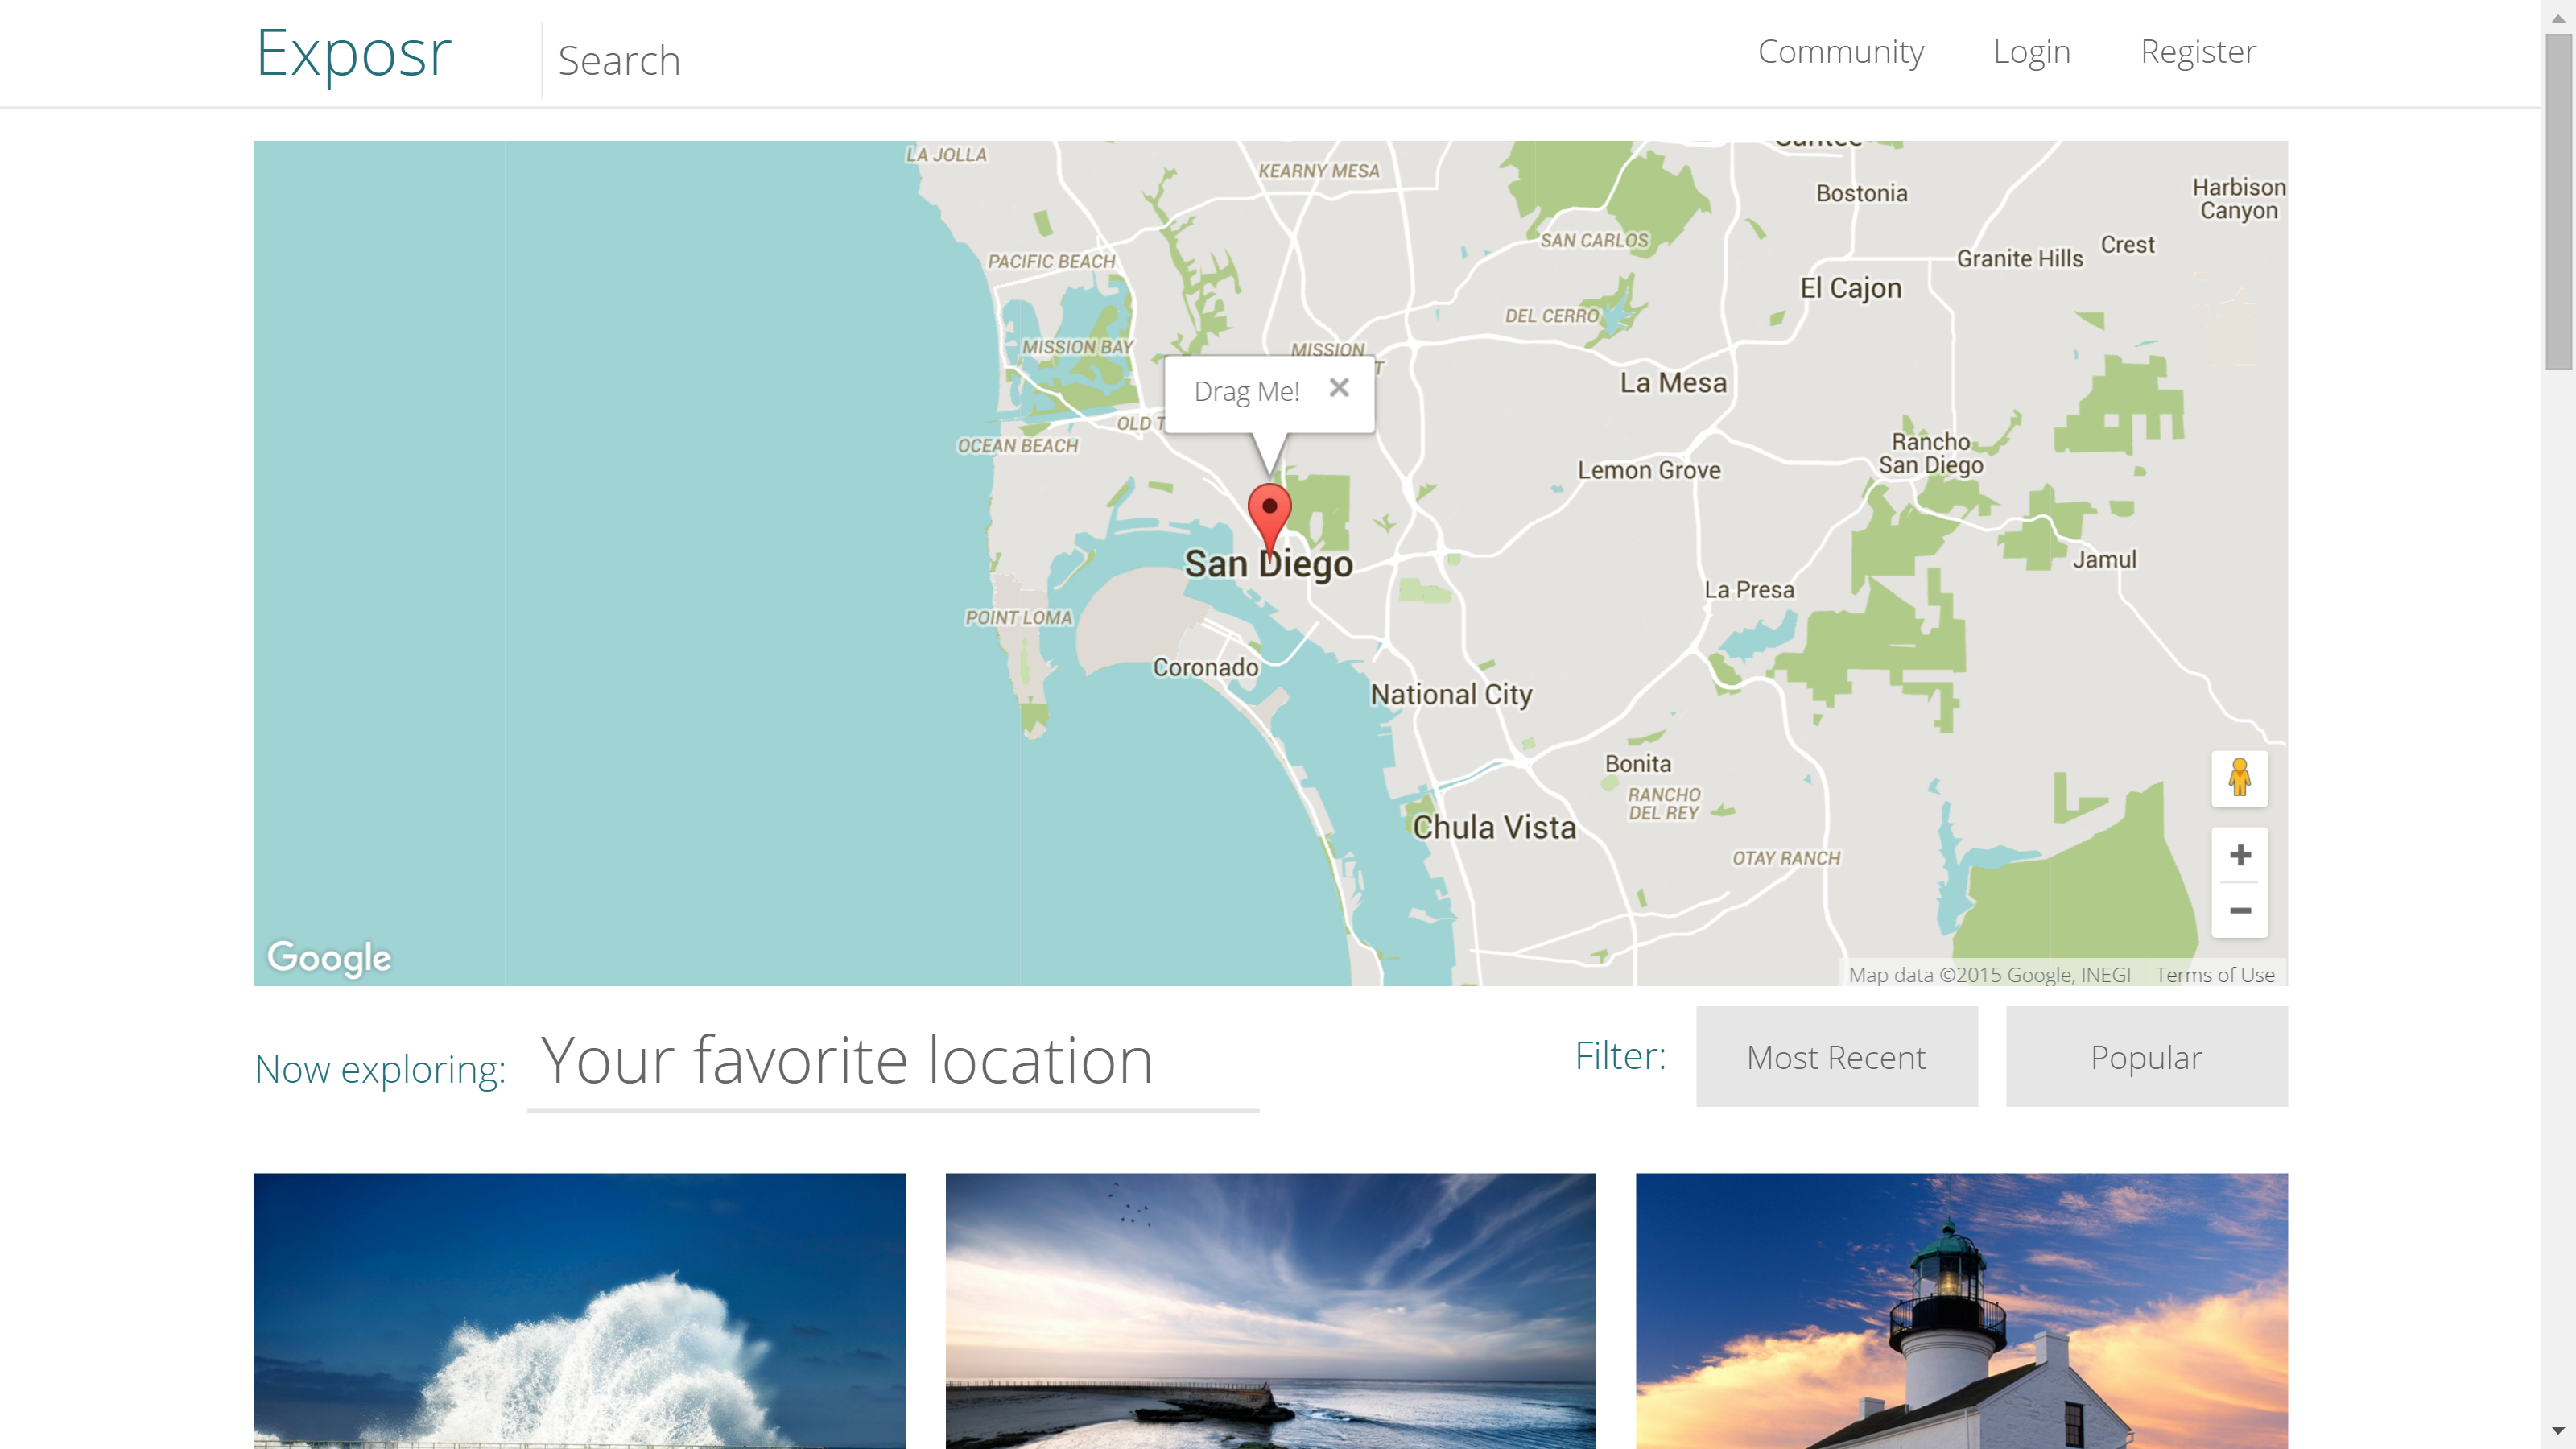 Exposr
Search
Community
Login
Register
LA JOLLA
KEARNY MESA
Bostonia
Harbison
Canyon
SAN CARLOS
Crest
PACIFIC BEACH
Granite Hills
El Cajon
DEL CERRO
MISSION BAY
MISSION
La Mesa
Drag Me!
OLD T
OCEAN BEACH
Rancho
San Diego
Lemon Grove
San Diego
Jamul
La Presa
POINT LOMA
Coronado
National City
Bonita
RANCHO
DEL REY
Chula Vista
OTAY RANCH
Google
Map data ©2015 Google, INEGI
Terms of Use
Now exploring:
Your favorite location
Filter:
Most Recent
Popular